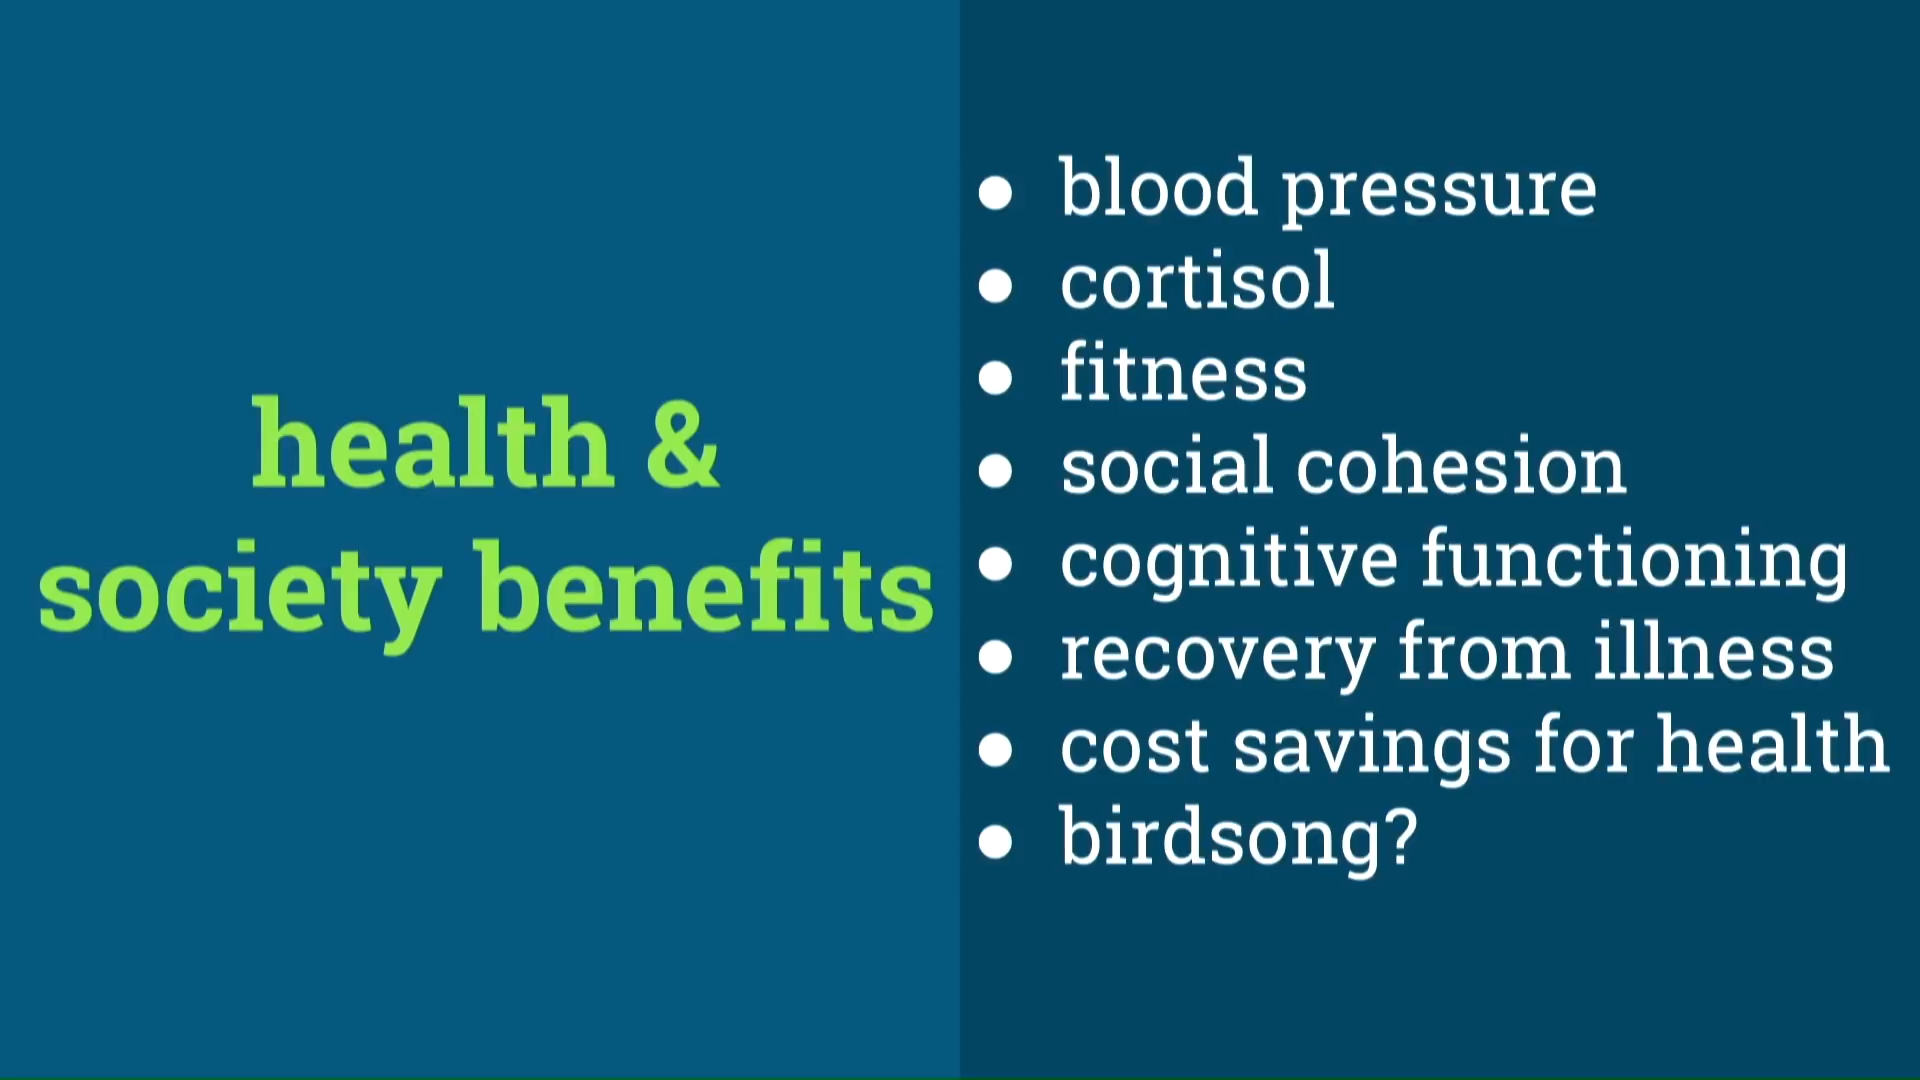 health &
society benefits
● blood pressure
● cortisol
● fitness
● social cohesion
● cognitive functioning
● recovery from illness
● cost savings for health
● birdsong?